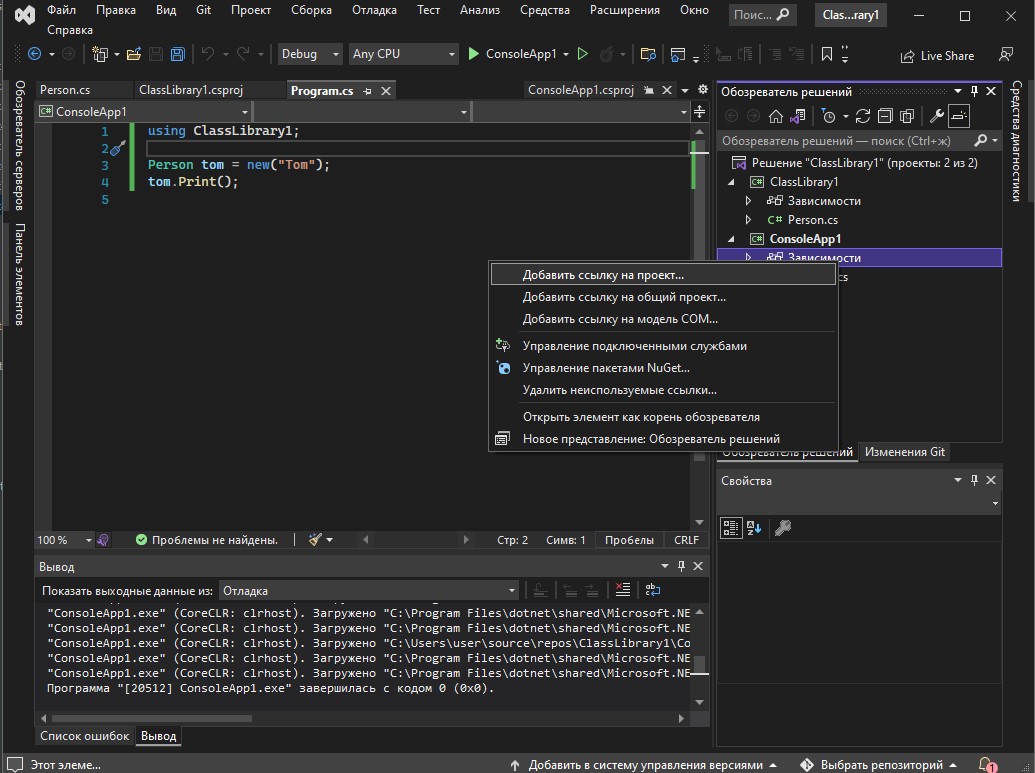 Файл Правка Вид Git Проект Сборка Отладка Тест Анализ Средства Расширения Окно Поис... Clas...rary1
Справка
Debug Any CPU ConsoleApp1 Live Share
Обозреватель серверов
Панель элементов
Person.cs ClassLibrary1.csproj Program.cs ConsoleApp1.csproj
ConsoleApp1
1 using ClassLibrary1;
2
3 Person tom = new("Tom");
4 tom.Print();
5
Обозреватель решений
Обозреватель решений — поиск (Ctrl+ж)
Решение "ClassLibrary1" (проекты: 2 из 2)
ClassLibrary1
Зависимости
C# Person.cs
ConsoleApp1
Зависимости
cs
Средства диагностики
Добавить ссылку на проект...
Добавить ссылку на общий проект...
Добавить ссылку на модель COM...
Управление подключенными службами
Управление пакетами NuGet...
Удалить неиспользуемые ссылки...
Открыть элемент как корень обозревателя
Новое представление: Обозреватель решений
Обозреватель решений Изменения Git
Свойства
100 % Проблемы не найдены. Стр: 2 Симв: 1 Пробелы CRLF
Вывод
Показать выходные данные из: Отладка
"ConsoleApp1.exe" (CoreCLR: clrhost). Загружено "C:\Program Files\dotnet\shared\Microsoft.NE
"ConsoleApp1.exe" (CoreCLR: clrhost). Загружено "C:\Program Files\dotnet\shared\Microsoft.NE
"ConsoleApp1.exe" (CoreCLR: clrhost). Загружено "C:\Users\user\source\repos\ClassLibrary1\Co
"ConsoleApp1.exe" (CoreCLR: clrhost). Загружено "C:\Program Files\dotnet\shared\Microsoft.NE
"ConsoleApp1.exe" (CoreCLR: clrhost). Загружено "C:\Program Files\dotnet\shared\Microsoft.NE
Программа "[20512] ConsoleApp1.exe" завершилась с кодом 0 (0x0).
Список ошибок Вывод
Этот элеме... Добавить в систему управления версиями Выбрать репозиторий 1